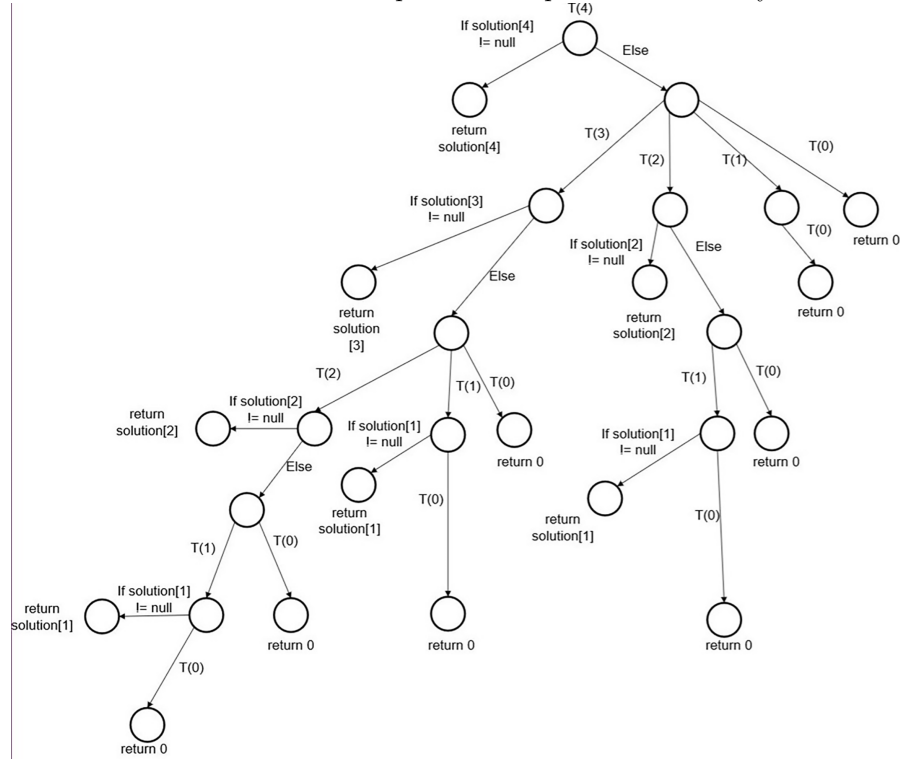 T(4)
If solution[4]
!= null
Else
return
solution[4]
T(3)
T(2)
T(1)
T(0)
If solution[3]
!= null
Else
return
solution
[3]
If solution[2]
!= null
Else
return
solution[2]
T(0)
return 0
return 0
T(2)
T(1)
T(0)
T(1)
T(0)
return
solution[2]
If solution[2]
!= null
Else
If solution[1]
!= null
return
solution[1]
T(0)
return 0
If solution[1]
!= null
return
solution[1]
T(0)
return 0
T(1)
T(0)
return
solution[1]
If solution[1]
!= null
T(0)
return 0
return 0
return 0
return 0